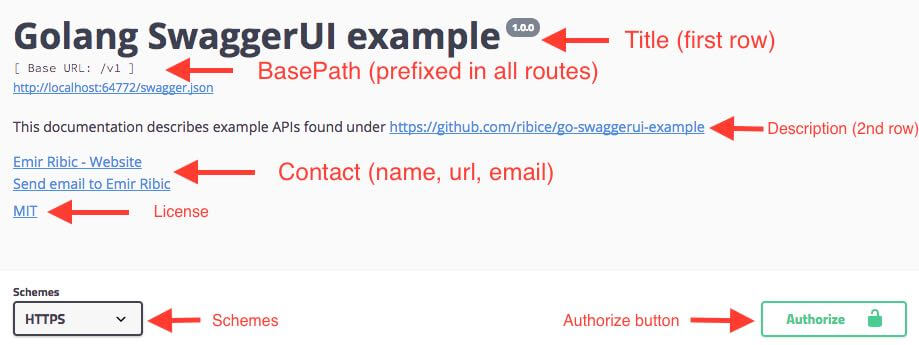 Golang SwaggerUI example 1.0.0 Title (first row)
[ Base URL: /v1 ] BasePath (prefixed in all routes)
http://localhost:64772/swagger.json
This documentation describes example APIs found under https://github.com/ribice/go-swaggerui-example Description (2nd row)
Emir Ribic - Website
Contact (name, url, email)
Send email to Emir Ribic
MIT License
Schemes
HTTPS Schemes Authorize button Authorize